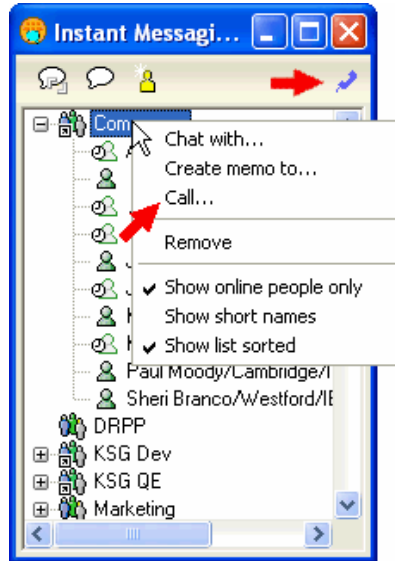 Instant Messagi...
Com
Chat with...
Create memo to...
Call...
Remove
Show online people only
Show short names
Show list sorted
Paul Moody/Cambridge/I
Sheri Branco/Westford/IE
DRPP
KSG Dev
KSG QE
Marketing